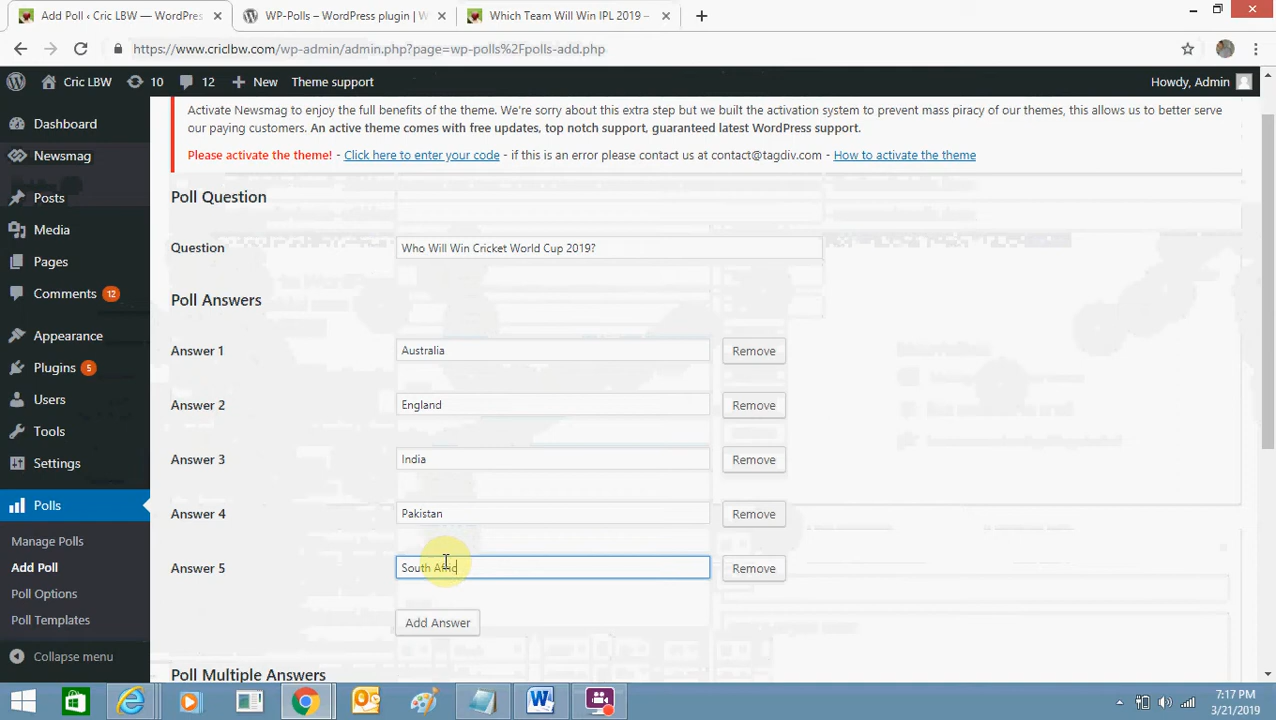 Add Poll ‹ Cric LBW — WordPres
WP-Polls – WordPress plugin | W
Which Team Will Win IPL 2019 –
https://www.criclbw.com/wp-admin/admin.php?page=wp-polls%2Fpolls-add.php
Cric LBW
10
12
New
Theme support
Howdy, Admin
Dashboard
Newsmag
Posts
Media
Pages
Comments 12
Appearance
Plugins 5
Users
Tools
Settings
Polls
Manage Polls
Add Poll
Poll Options
Poll Templates
Collapse menu
Activate Newsmag to enjoy the full benefits of the theme. We're sorry about this extra step but we built the activation system to prevent mass piracy of our themes, this allows us to better serve
our paying customers. An active theme comes with free updates, top notch support, guaranteed latest WordPress support.
Please activate the theme! - Click here to enter your code - if this is an error please contact us at contact@tagdiv.com - How to activate the theme
Poll Question
Question Who Will Win Cricket World Cup 2019?
Poll Answers
Answer 1 Australia Remove
Answer 2 England Remove
Answer 3 India Remove
Answer 4 Pakistan Remove
Answer 5 South Afric Remove
Add Answer
Poll Multiple Answers
7:17 PM
3/21/2019